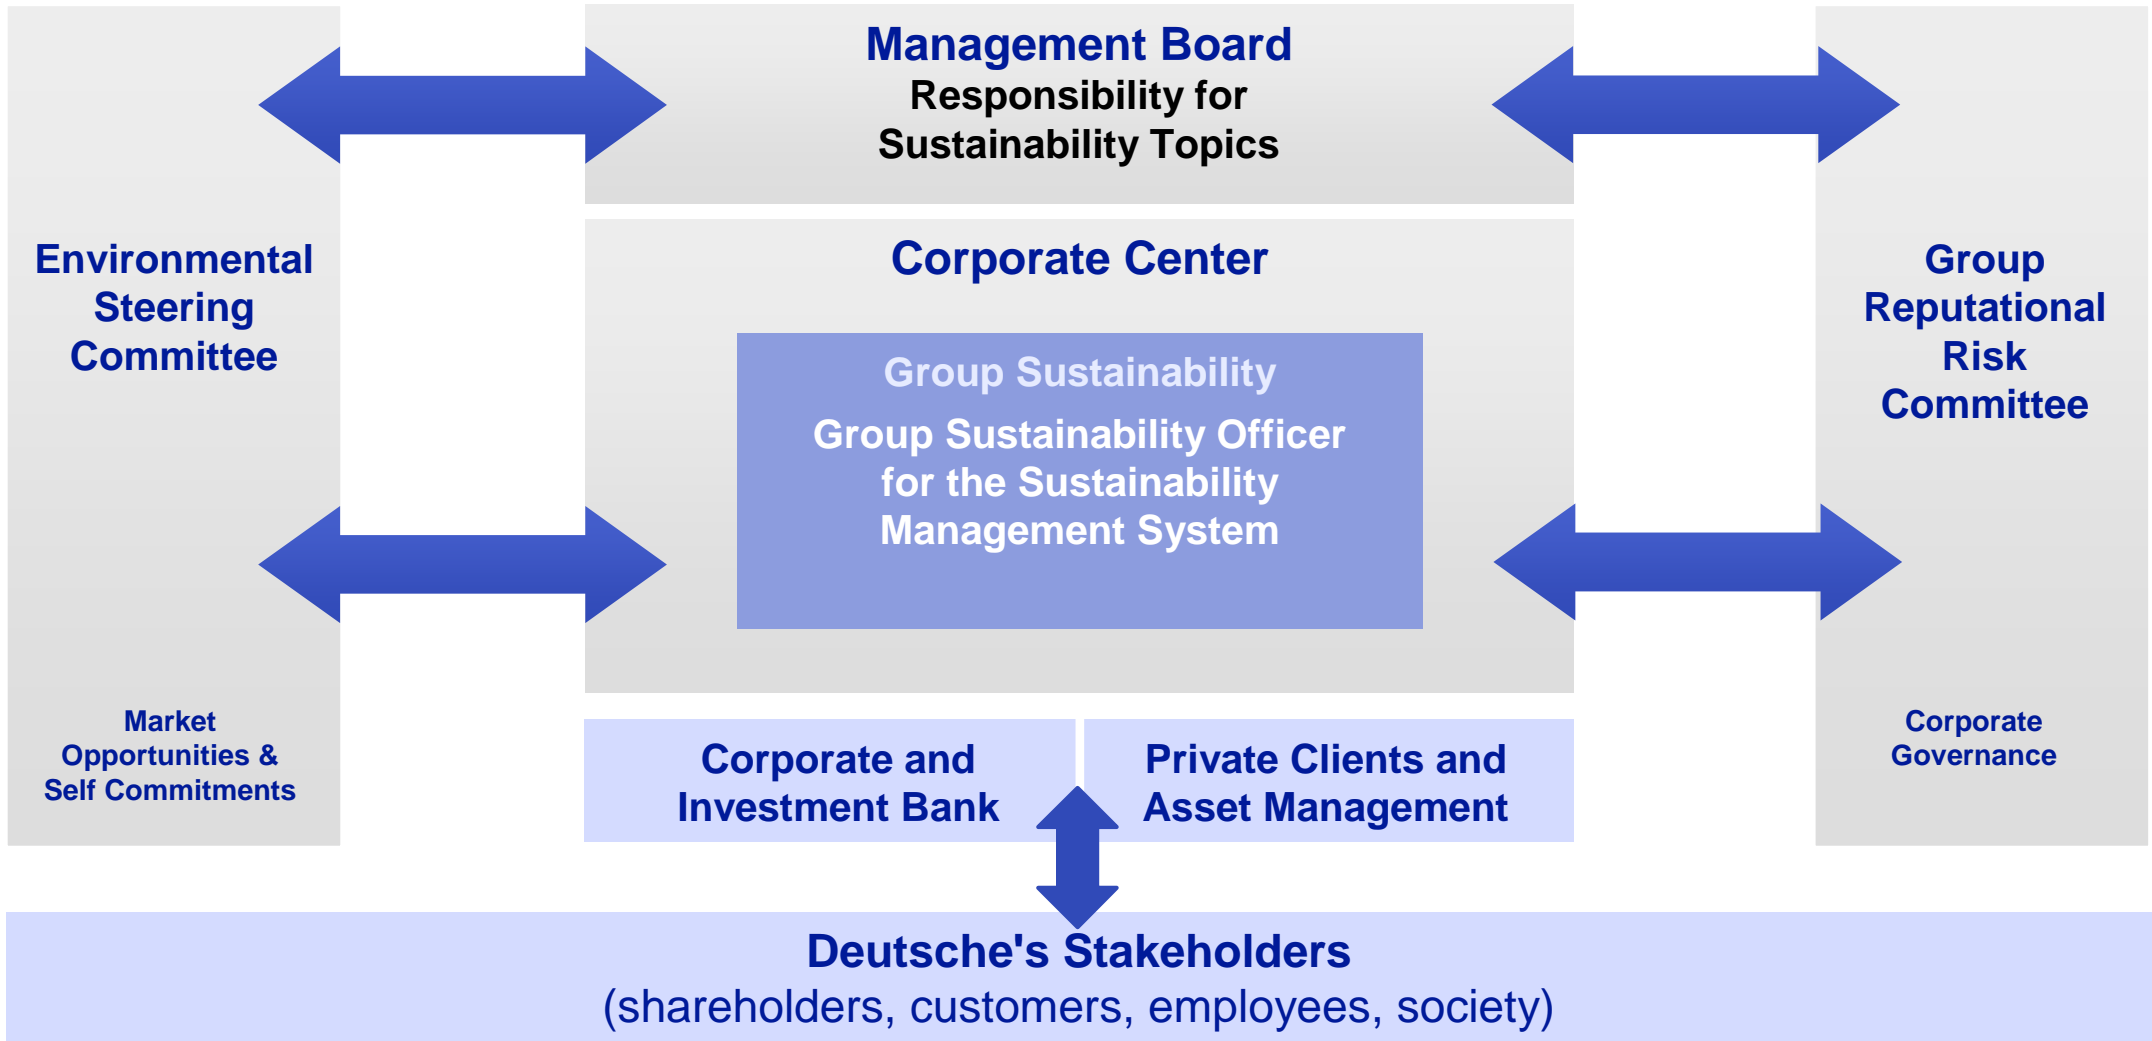 Management Board
Responsibility for
Sustainability Topics
Environmental
Steering
Committee
Corporate Center
Group
Reputational
Risk
Committee
Group Sustainability
Group Sustainability Officer
for the Sustainability
Management System
Market
Opportunities &
Self Commitments
Corporate and
Investment Bank
Private Clients and
Asset Management
Corporate
Governance
Deutsche's Stakeholders
(shareholders, customers, employees, society)